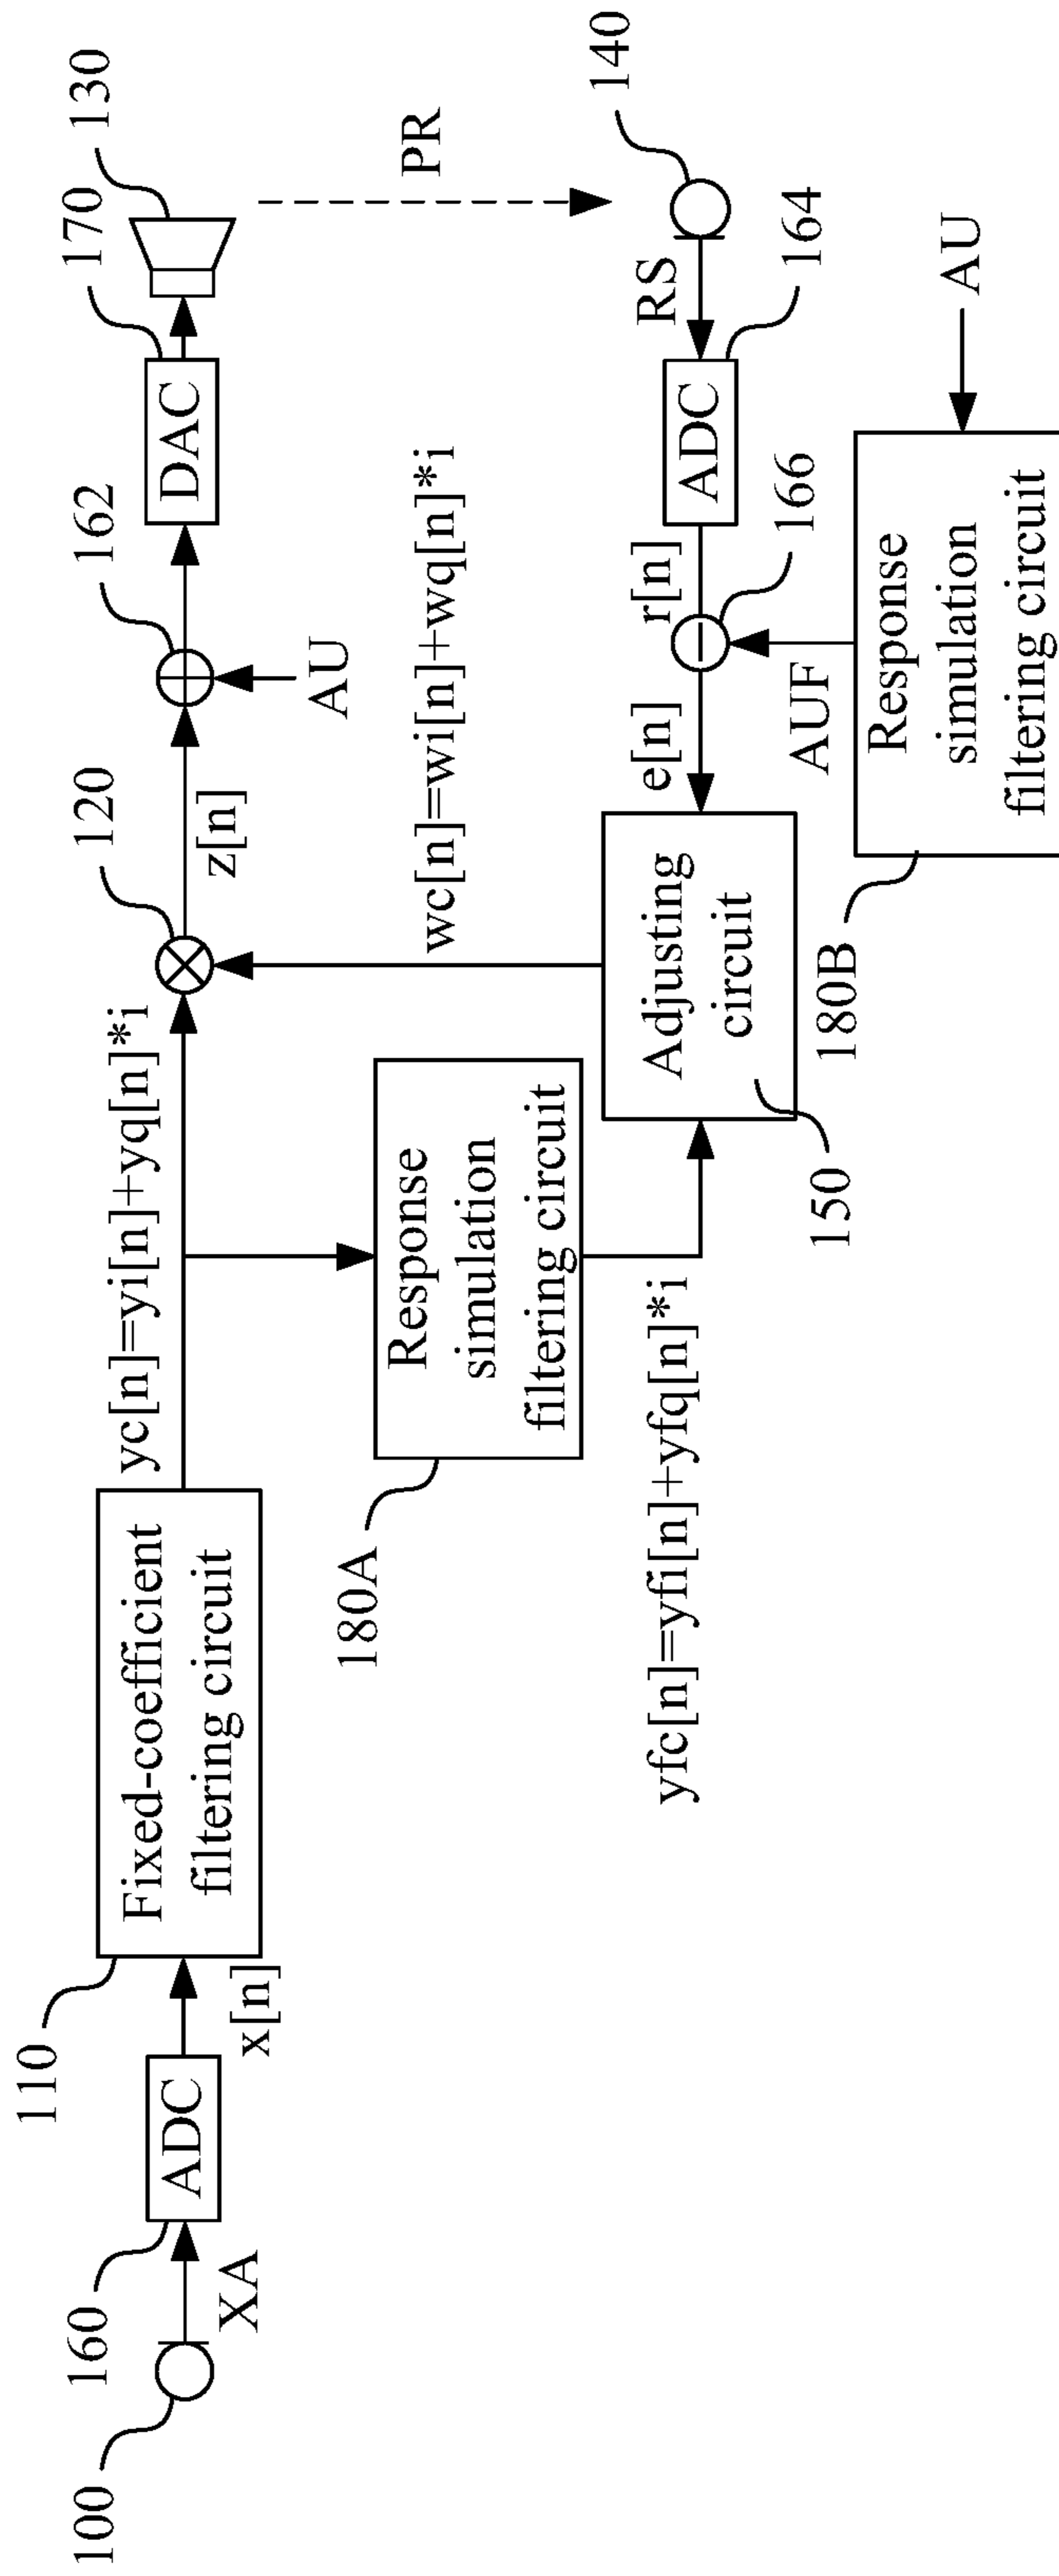 100
XA
160
ADC
x[n]
110
Fixed-coefficient
filtering circuit
yc[n]=yi[n]+yq[n]*i
120
z[n]
162
AU
170
DAC
130
PR
180A
Response
simulation
filtering circuit
yfc[n]=yfi[n]+yfq[n]*i
wc[n]=wi[n]+wq[n]*i
150
Adjusting
circuit
e[n]
r[n]
166
ADC
164
RS
140
AUF
180B
Response
simulation
filtering circuit
AU